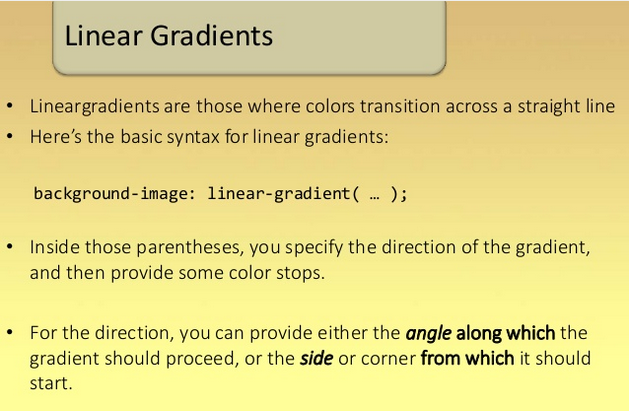 Linear Gradients
• Lineargradients are those where colors transition across a straight line
• Here’s the basic syntax for linear gradients:
background-image: linear-gradient( … );
• Inside those parentheses, you specify the direction of the gradient,
and then provide some color stops.
• For the direction, you can provide either the angle along which the
gradient should proceed, or the side or corner from which it should
start.